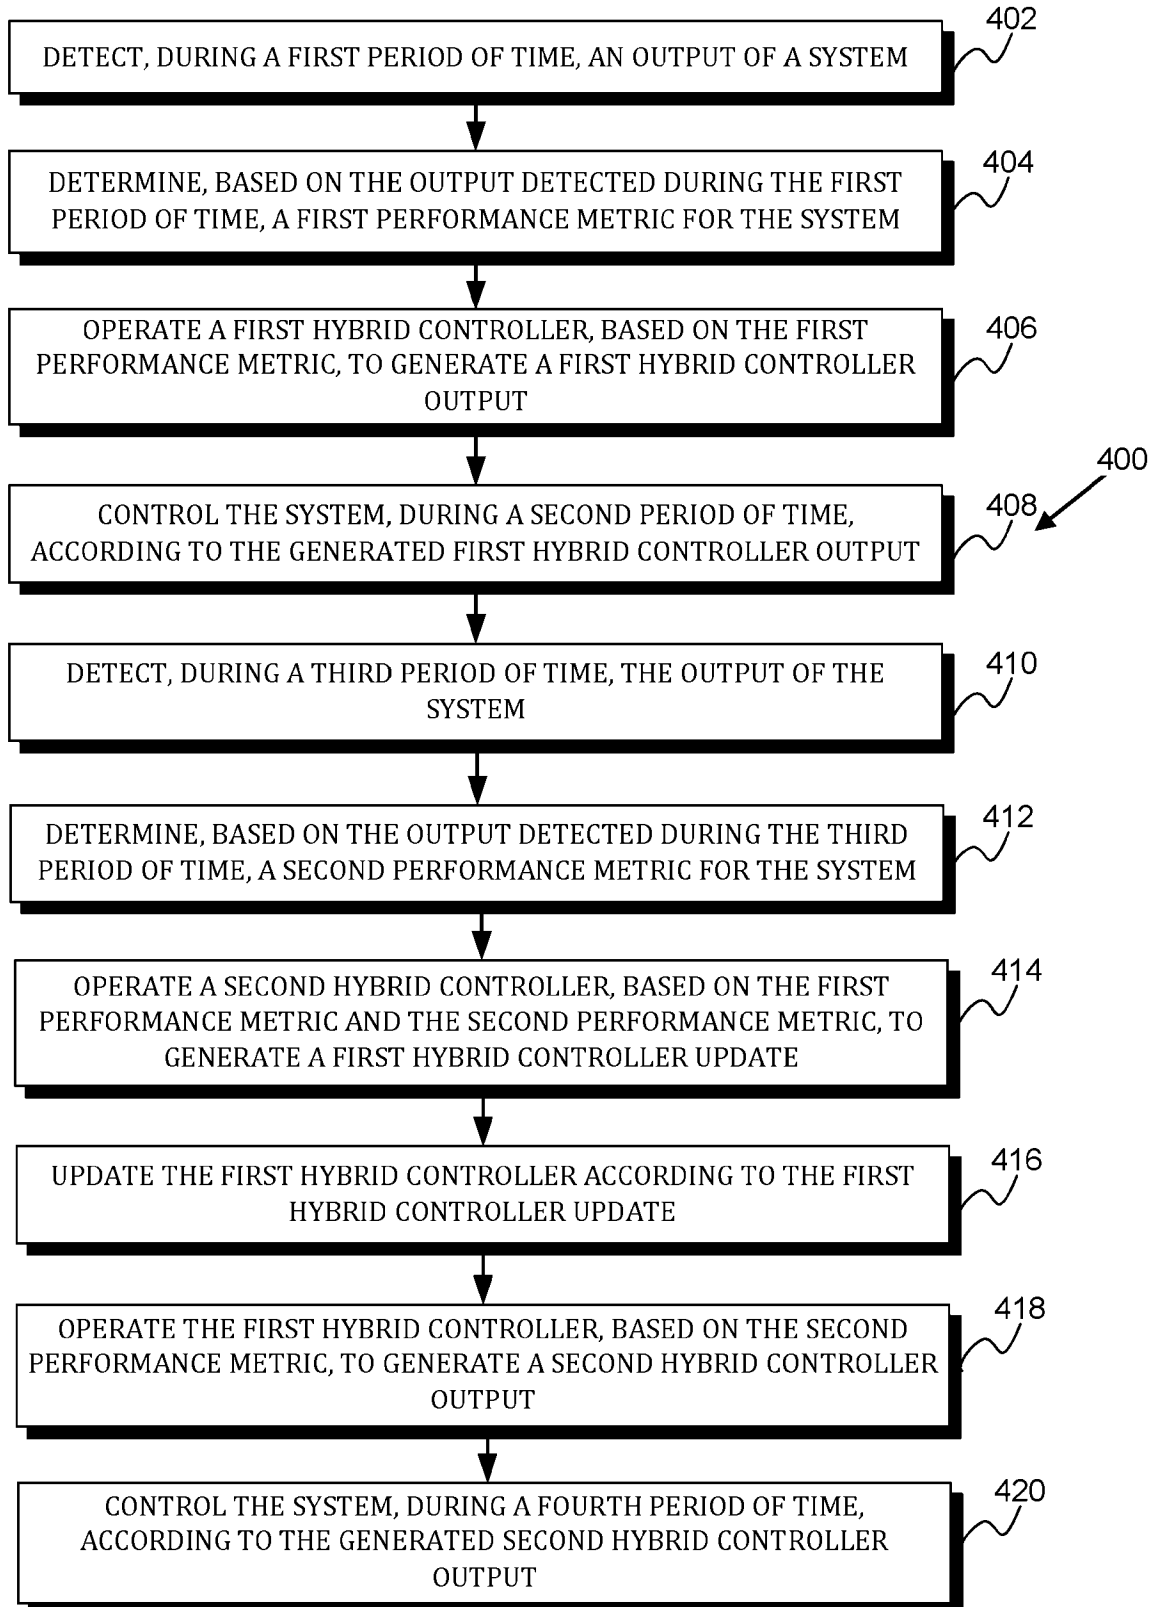 402
DETECT, DURING A FIRST PERIOD OF TIME, AN OUTPUT OF A SYSTEM
404
DETERMINE, BASED ON THE OUTPUT DETECTED DURING THE FIRST
PERIOD OF TIME, A FIRST PERFORMANCE METRIC FOR THE SYSTEM
406
OPERATE A FIRST HYBRID CONTROLLER, BASED ON THE FIRST
PERFORMANCE METRIC, TO GENERATE A FIRST HYBRID CONTROLLER
OUTPUT
400
408
CONTROL THE SYSTEM, DURING A SECOND PERIOD OF TIME,
ACCORDING TO THE GENERATED FIRST HYBRID CONTROLLER OUTPUT
410
DETECT, DURING A THIRD PERIOD OF TIME, THE OUTPUT OF THE
SYSTEM
412
DETERMINE, BASED ON THE OUTPUT DETECTED DURING THE THIRD
PERIOD OF TIME, A SECOND PERFORMANCE METRIC FOR THE SYSTEM
414
OPERATE A SECOND HYBRID CONTROLLER, BASED ON THE FIRST
PERFORMANCE METRIC AND THE SECOND PERFORMANCE METRIC, TO
GENERATE A FIRST HYBRID CONTROLLER UPDATE
416
UPDATE THE FIRST HYBRID CONTROLLER ACCORDING TO THE FIRST
HYBRID CONTROLLER UPDATE
418
OPERATE THE FIRST HYBRID CONTROLLER, BASED ON THE SECOND
PERFORMANCE METRIC, TO GENERATE A SECOND HYBRID CONTROLLER
OUTPUT
420
CONTROL THE SYSTEM, DURING A FOURTH PERIOD OF TIME,
ACCORDING TO THE GENERATED SECOND HYBRID CONTROLLER
OUTPUT